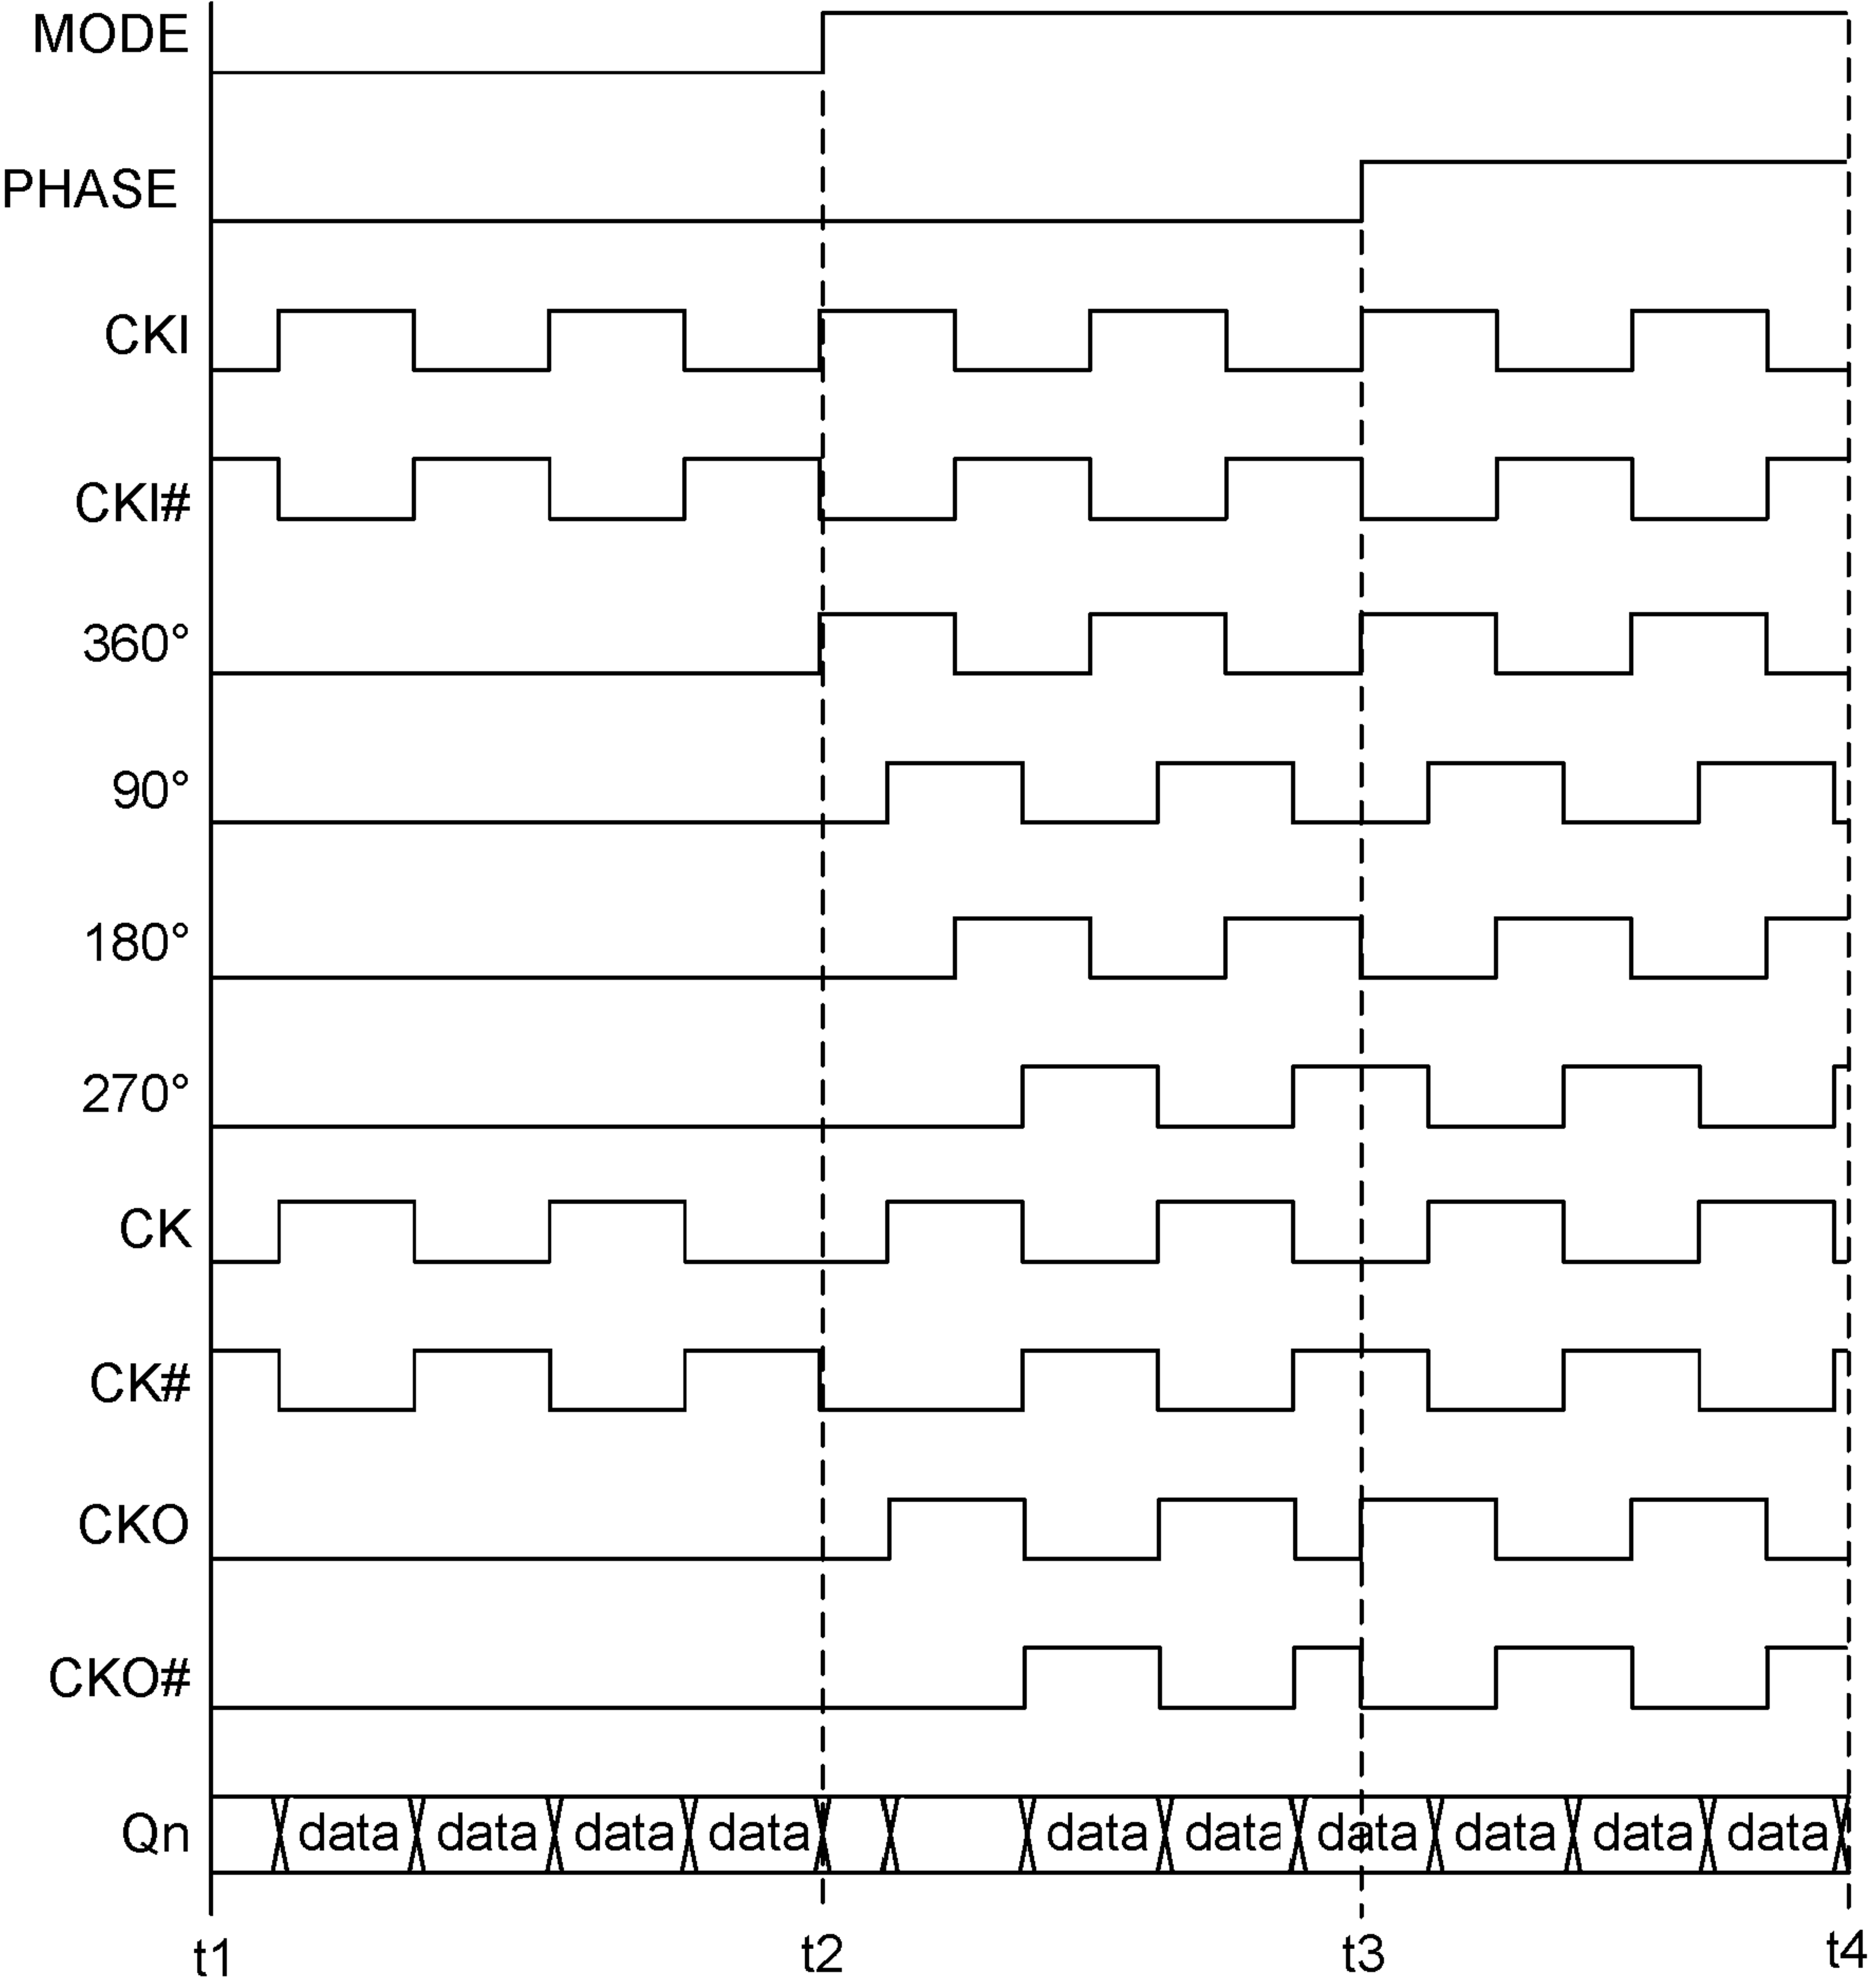 MODE
PHASE
CKI
CKI#
360°
90°
180°
270°
CK
CK#
CKO
CKO#
Qn data data data data data data data data data data
t1 t2 t3 t4